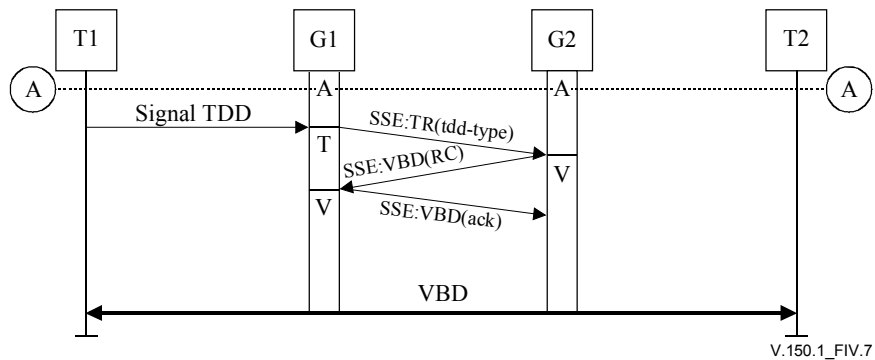 T1
G1
G2
T2
A
A
A
A
Signal TDD
SSE:TR(tdd-type)
T
SSE:VBD(RC)
V
V
SSE:VBD(ack)
VBD
V.150.1_FIV.7